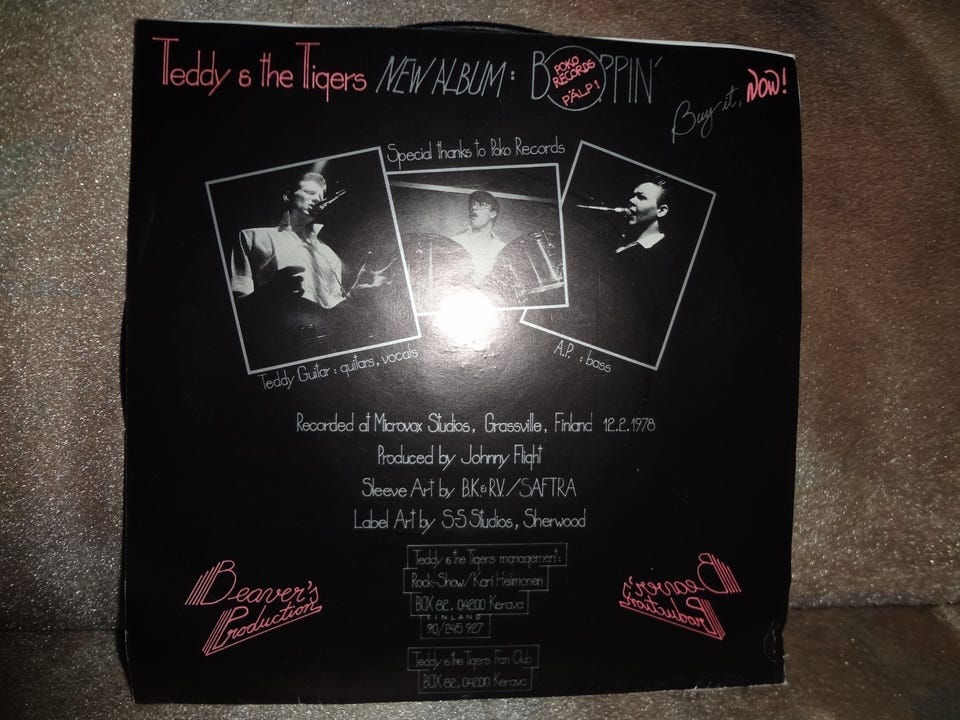 Teddy & the Tigers NEW ALBUM: BOPPIN'
POKO
RECORDS
PÄLP 1
Buy it, NOW!
Special thanks to Poko Records
Teddy Guitar: guitars, vocals
A.P. : bass
Recorded at Microvox Studios, Grassville, Finland 12.2.1978
Produced by Johnny Flight
Sleeve Art by B.K. & R.V./SAFTRA
Label Art by S-S Studios, Sherwood
Teddy & the Tigers management:
Rock-Show/Kari Heimonen
BOX 82, 04200 Kerava
FINLAND
90/245 927
Teddy & the Tigers Fan Club
BOX 82, 04200 Kerava
Beaver's
Production
Beaver's
Production